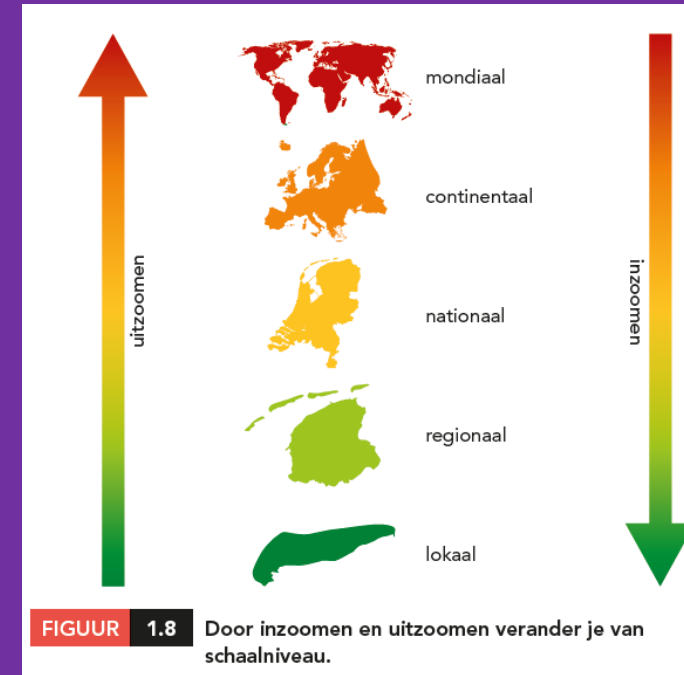 mondiaal
continentaal
uitzoomen
nationaal
inzoomen
regionaal
lokaal
FIGUUR 1.8 Door inzoomen en uitzoomen verander je van
schaalniveau.